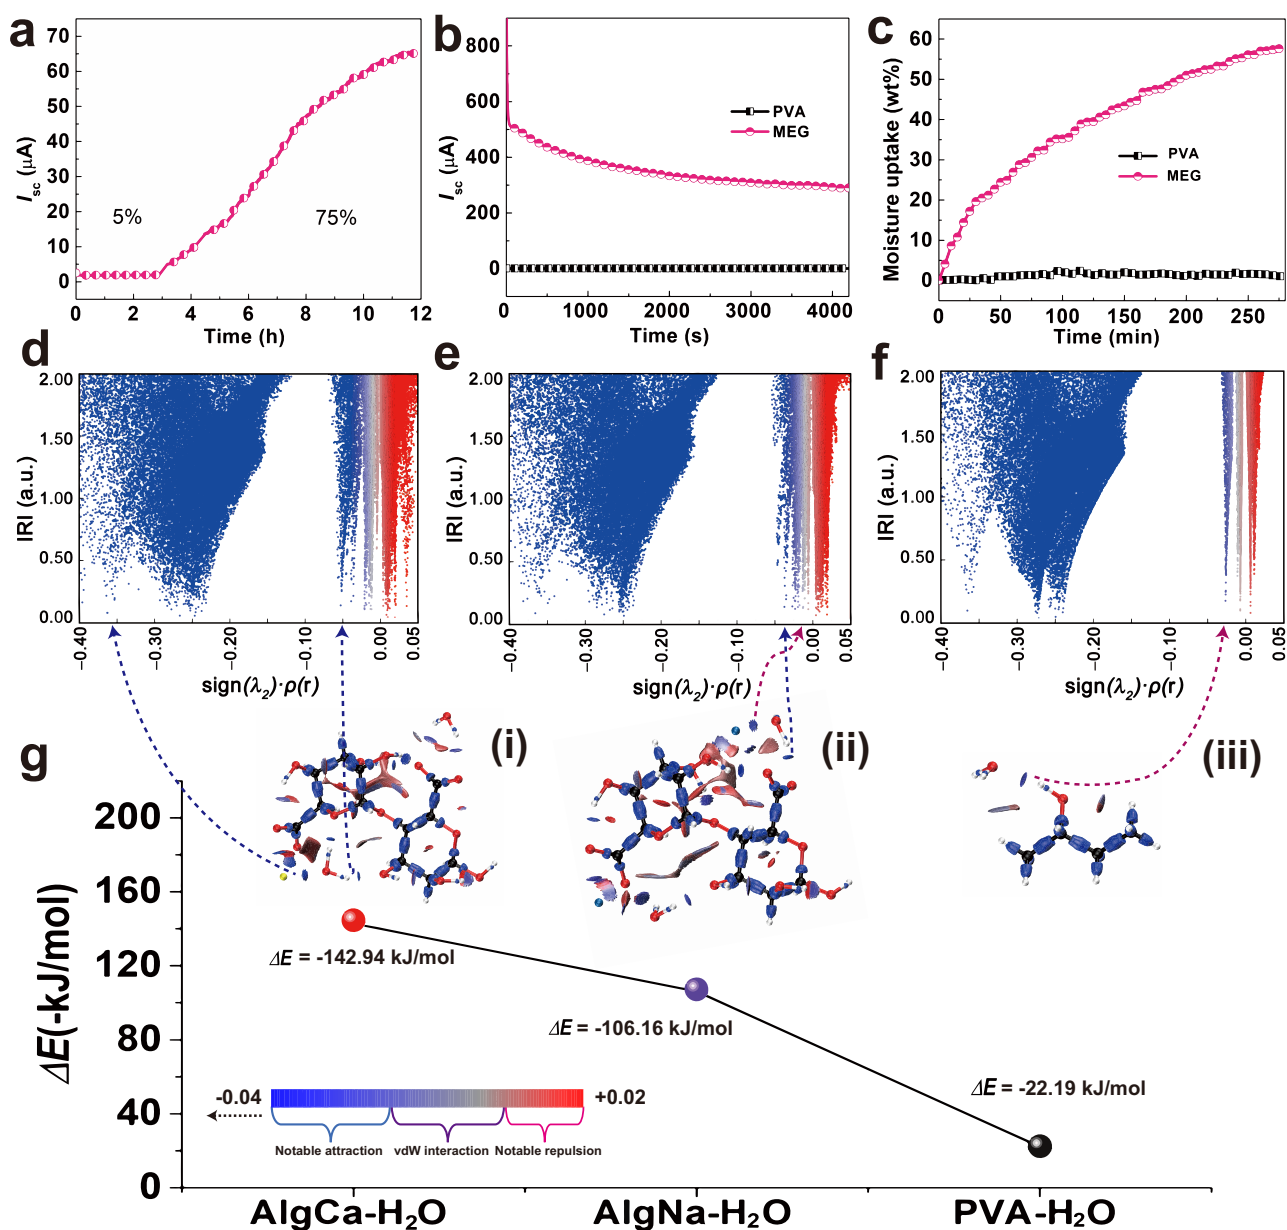 a
70
60
50
40
30
20
10
0
I_sc (μA)
5%
75%
0 2 4 6 8 10 12
Time (h)
b
800
600
400
200
0
I_sc (μA)
PVA
MEG
0 1000 2000 3000 4000
Time (s)
c
60
50
40
30
20
10
0
Moisture uptake (wt%)
PVA
MEG
0 50 100 150 200 250
Time (min)
d
2.00
1.50
1.00
0.50
0.00
IRI (a.u.)
-0.40 -0.30 -0.20 -0.10 0.00 0.05
sign(λ₂)·ρ(r)
e
2.00
1.50
1.00
0.50
0.00
IRI (a.u.)
-0.40 -0.30 -0.20 -0.10 0.00 0.05
sign(λ₂)·ρ(r)
f
2.00
1.50
1.00
0.50
0.00
IRI (a.u.)
-0.40 -0.30 -0.20 -0.10 0.00 0.05
sign(λ₂)·ρ(r)
g
(i)
(ii)
(iii)
200
160
120
80
40
0
ΔE(-kJ/mol)
ΔE = -142.94 kJ/mol
ΔE = -106.16 kJ/mol
ΔE = -22.19 kJ/mol
-0.04
+0.02
Notable attraction
vdW interaction
Notable repulsion
AlgCa-H₂O
AlgNa-H₂O
PVA-H₂O